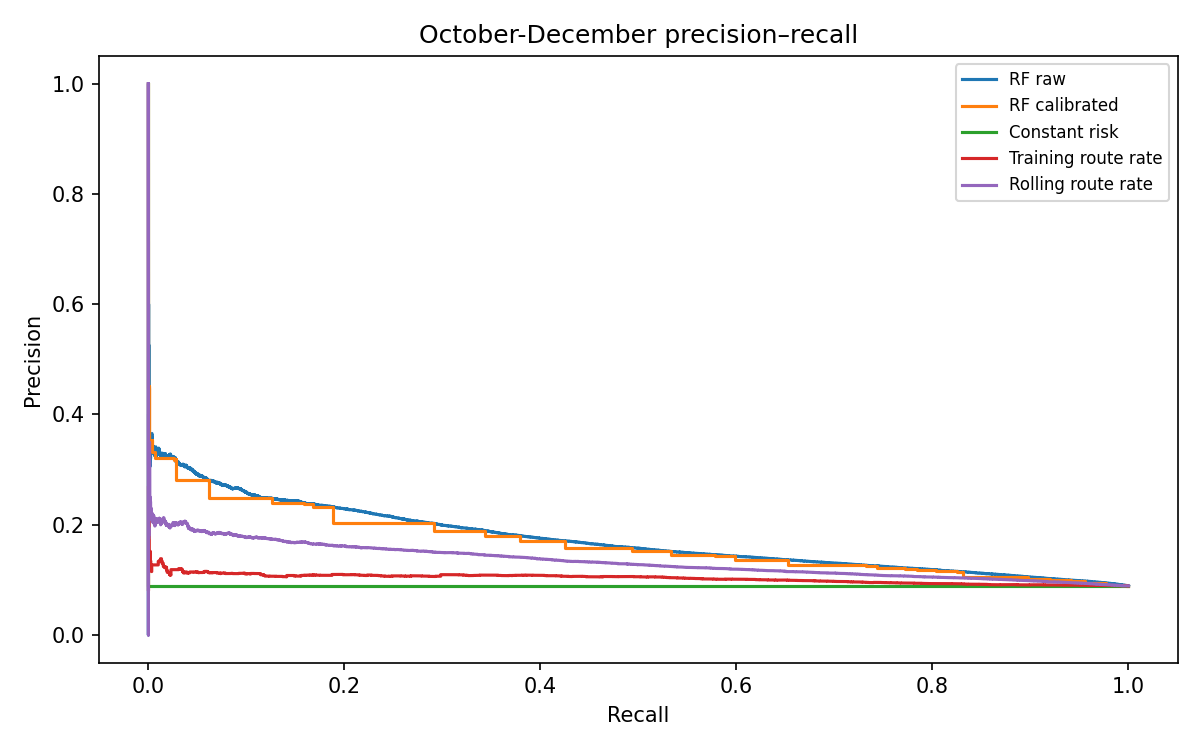 October-December precision–recall
RF raw
RF calibrated
Constant risk
Training route rate
Rolling route rate
Precision
1.0
0.8
0.6
0.4
0.2
0.0
0.0 0.2 0.4 0.6 0.8 1.0
Recall